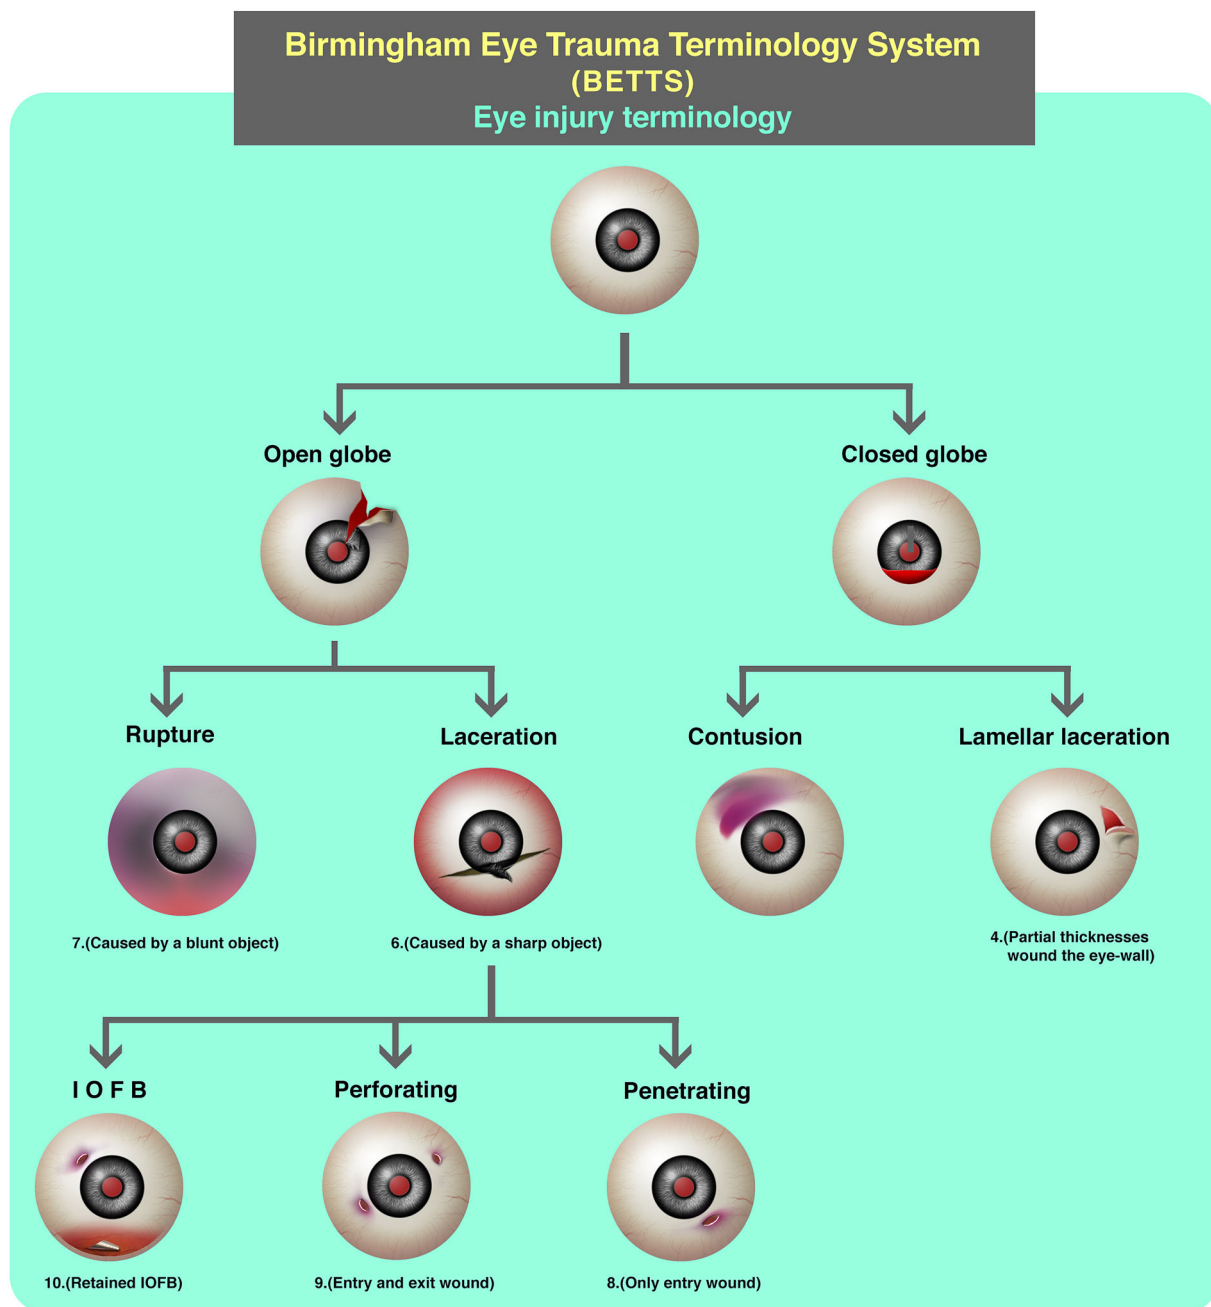 Birmingham Eye Trauma Terminology System
(BETTS)
Eye injury terminology
Open globe
Closed globe
Rupture
Laceration
Contusion
Lamellar laceration
7.(Caused by a blunt object)
6.(Caused by a sharp object)
4.(Partial thicknesses
wound the eye-wall)
I O F B
Perforating
Penetrating
10.(Retained IOFB)
9.(Entry and exit wound)
8.(Only entry wound)